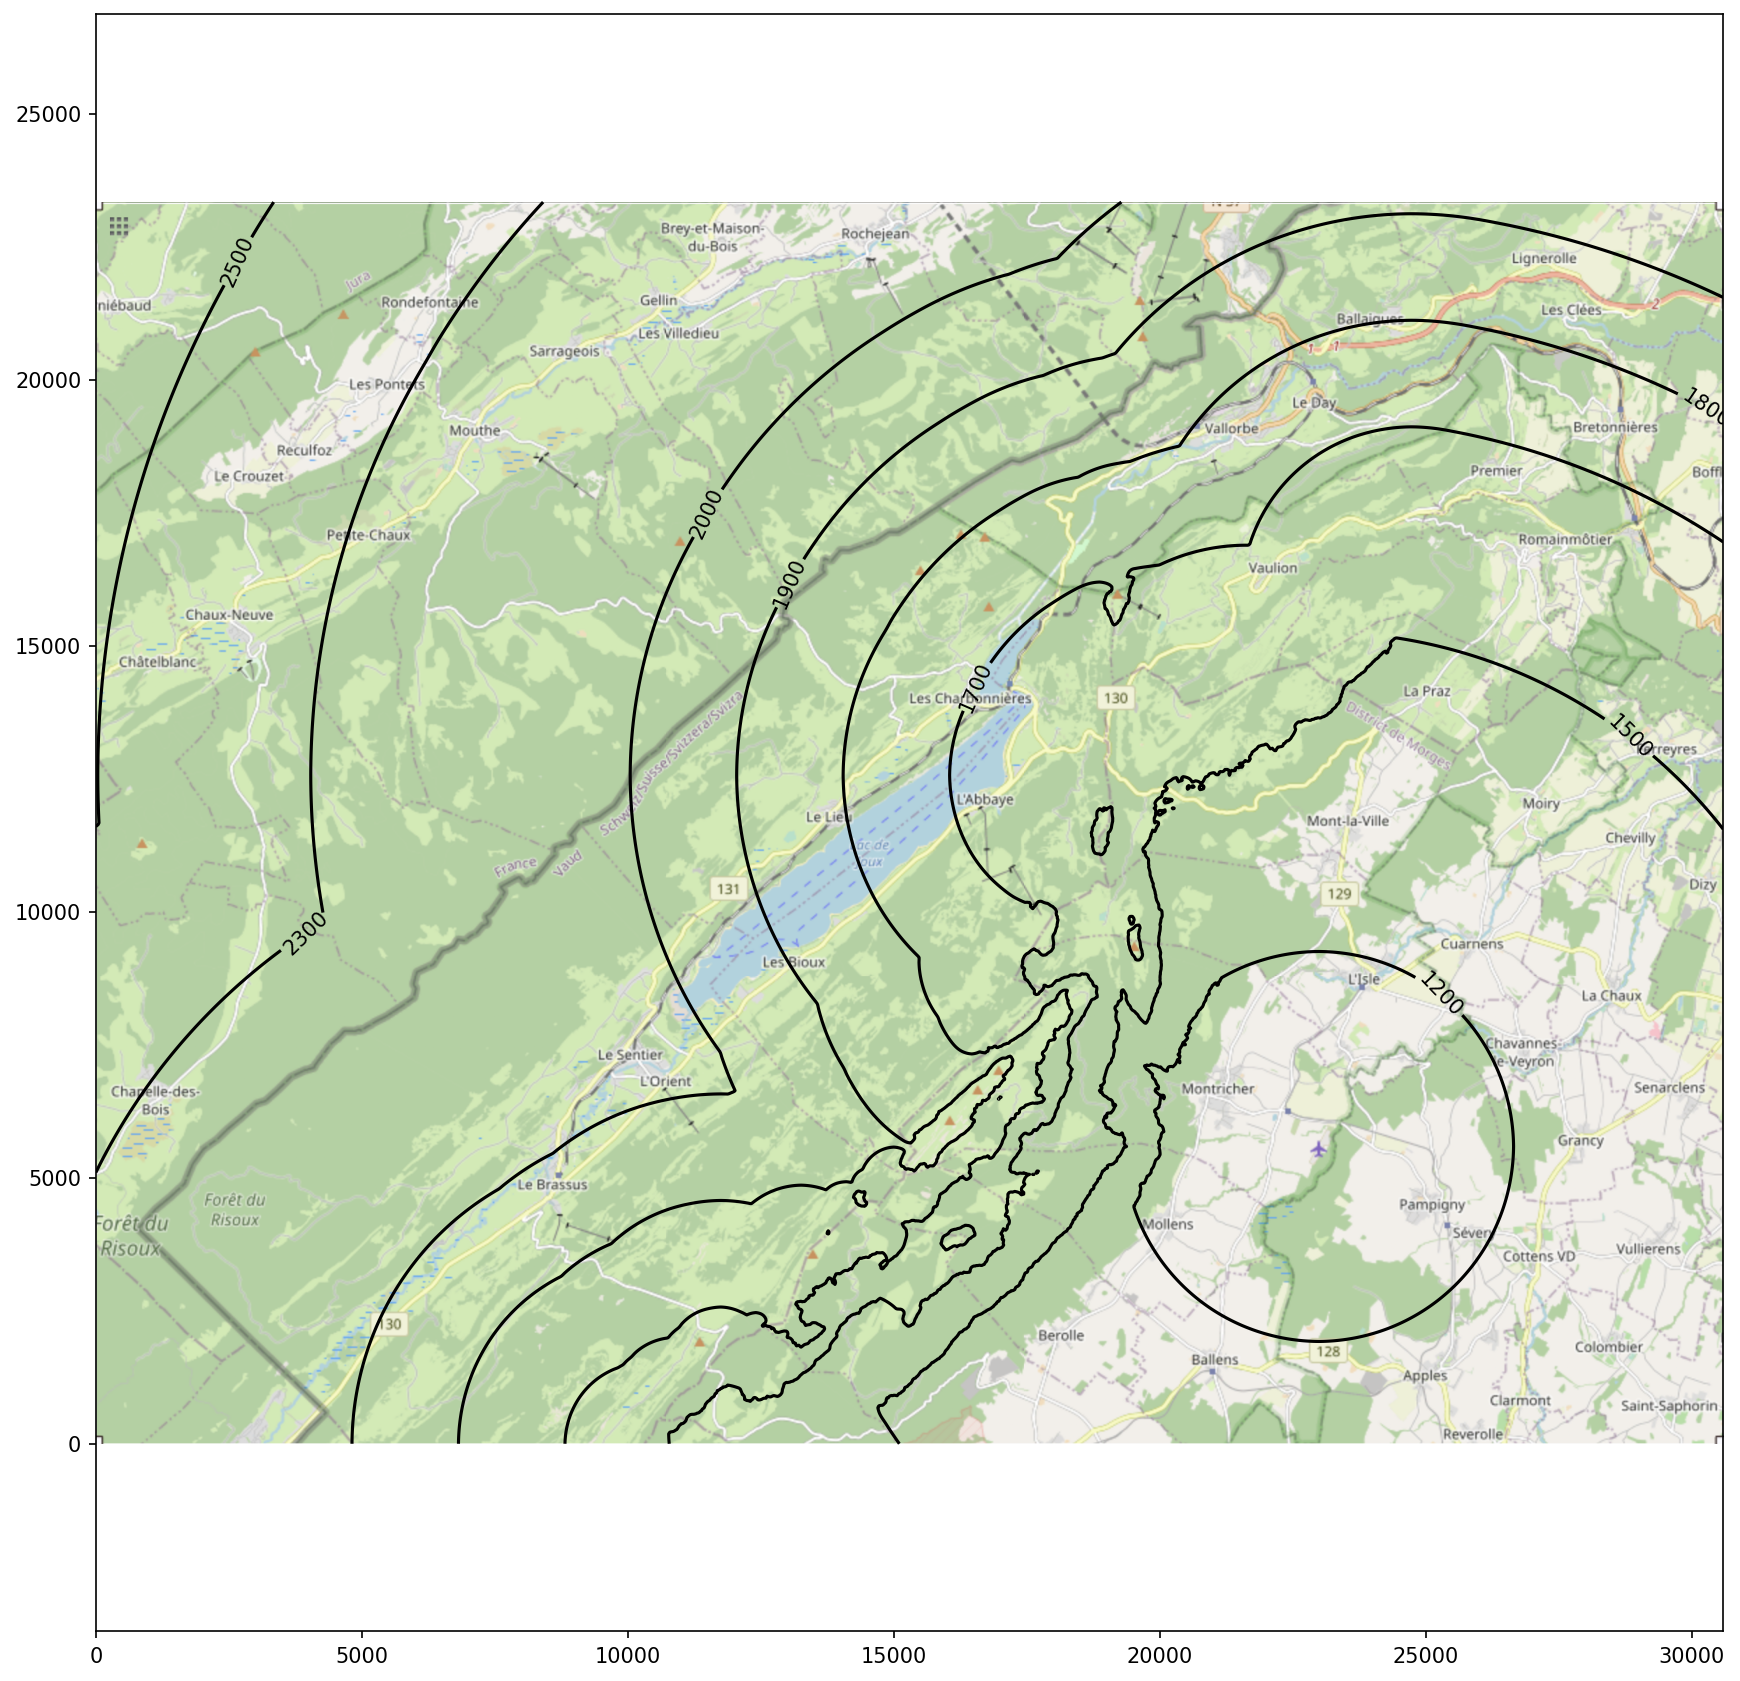 25000
20000
15000
10000
5000
0
0
5000
10000
15000
20000
25000
30000
Brey-et-Maison-
du-Bois
Rochejean
Lignerolle
2500
Jura
niébaud
Rondefontaine
Gellin
Les Villedieu
Ballaigues
Les Clées
2
1
1
Sarrageois
Les Pontets
Le Day
1800
Mouthe
Vallorbe
Bretonnières
Reculfoz
Le Crouzet
Premier
Boffl
2000
Petite-Chaux
Romainmôtier
1900
Vaulion
Chaux-Neuve
Châtelblanc
1700
Les Charbonnières
130
La Praz
Schweiz/Suisse/Svizzera/Svizra
District de Morges
1500
Ferreyres
L'Abbaye
Le Lieu
Moiry
Mont-la-Ville
Chevilly
France
Vaud
131
129
Dizy
2300
Cuarnens
Les Bioux
L'Isle
1200
La Chaux
Le Sentier
L'Orient
Chavannes-
le-Veyron
Chapelle-des-
Bois
Montricher
Senarclens
Grancy
Le Brassus
Forêt du
Risoux
Forêt du
Risoux
Mollens
Pampigny
Séver
Cottens VD
Vullierens
130
Berolle
Ballens
128
Apples
Colombier
Clarmont
Saint-Saphorin
Reverolle